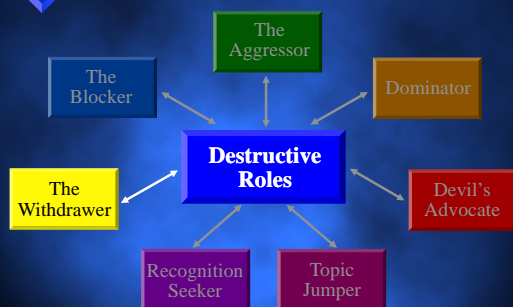 The
Aggressor
The
Blocker
Dominator
Destructive
Roles
The
Withdrawer
Devil's
Advocate
Recognition
Seeker
Topic
Jumper